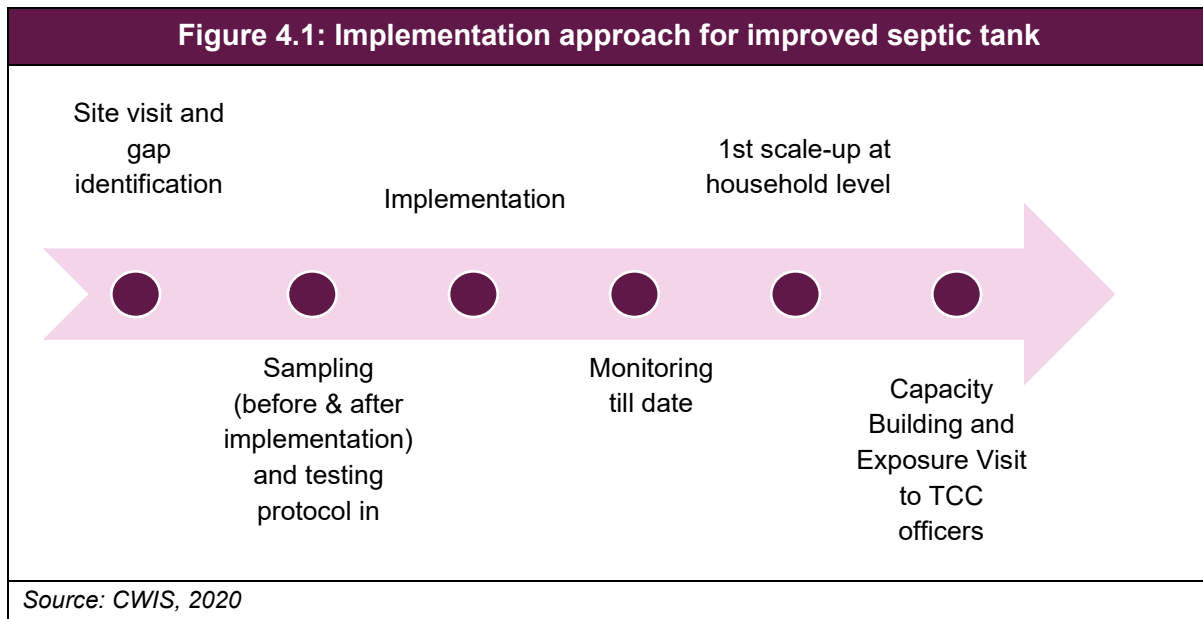 Figure 4.1: Implementation approach for improved septic tank
Site visit and
gap
identification
Sampling
(before & after
implementation)
and testing
protocol in
Implementation
Monitoring
till date
1st scale-up at
household level
Capacity
Building and
Exposure Visit
to TCC
officers
Source: CWIS, 2020